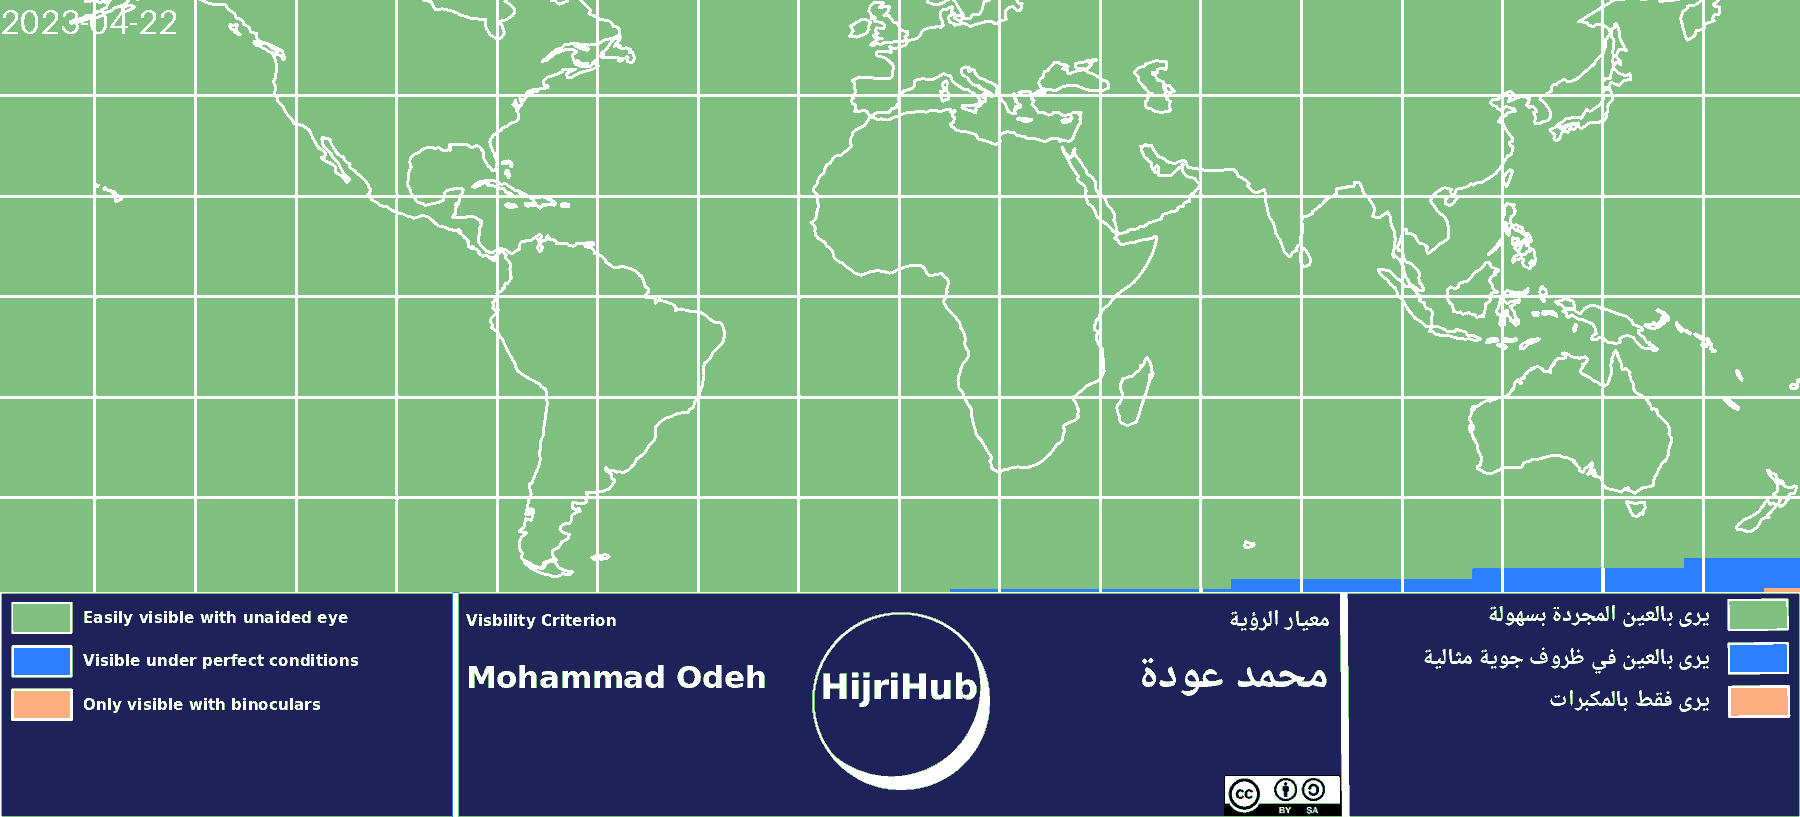 2023-04-22
Easily visible with unaided eye
Visible under perfect conditions
Only visible with binoculars
Visbility Criterion
Mohammad Odeh
HijriHub
معيار الرؤية
محمد عودة
cc
BY SA
يرى بالعين المجردة بسهولة
يرى بالعين في ظروف جوية مثالية
يرى فقط بالمكبرات